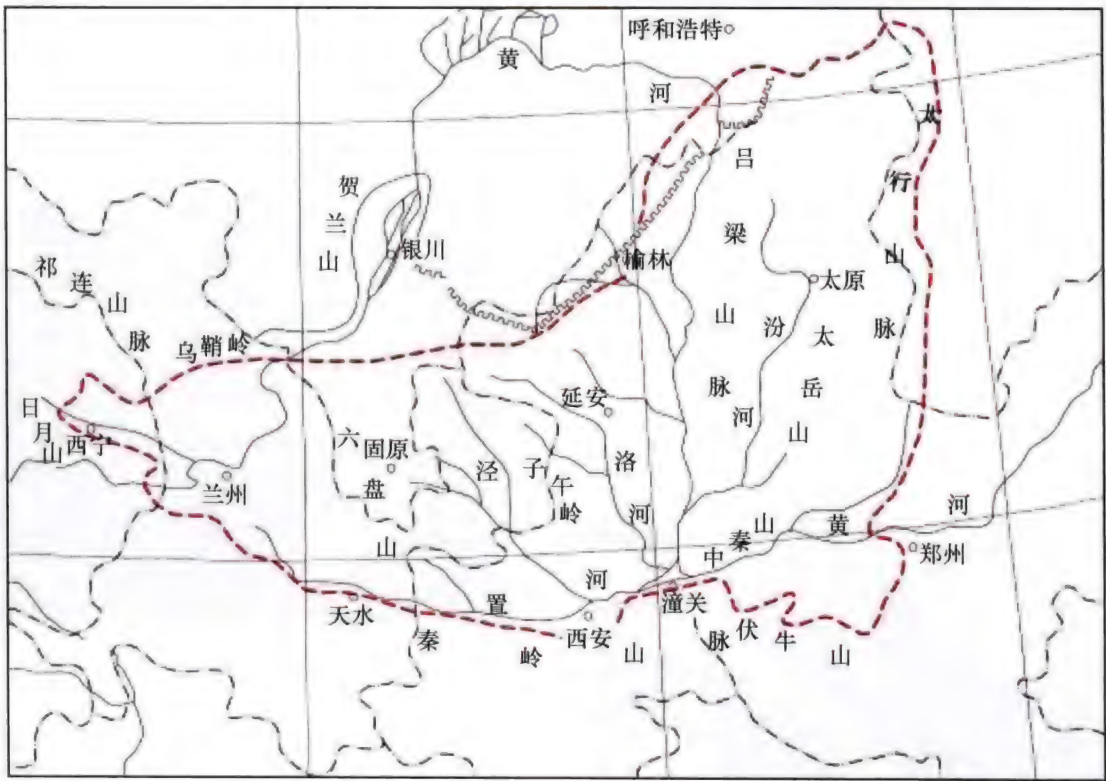 呼和浩特
黄
河
太
行
山
脉
吕
梁
山
脉
贺
兰
山
银川
榆林
太原
祁
连
山
脉
汾
河
太
岳
山
乌鞘岭
日
月
山
西宁
兰州
六
盘
山
固原
延安
泾
子
午
岭
洛
河
置
河
中
秦
山
黄
河
郑州
天水
秦
岭
西安
山
潼关
脉
伏
牛
山